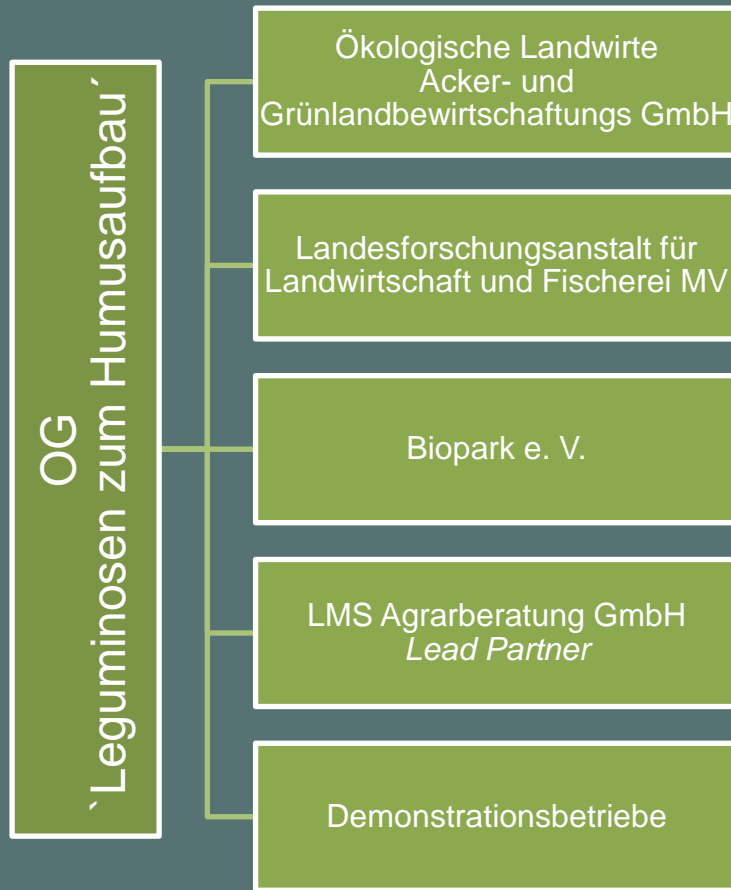 OG
`Leguminosen zum Humusaufbau´
Ökologische Landwirte
Acker- und
Grünlandbewirtschaftungs GmbH
Landesforschungsanstalt für
Landwirtschaft und Fischerei MV
Biopark e. V.
LMS Agrarberatung GmbH
Lead Partner
Demonstrationsbetriebe